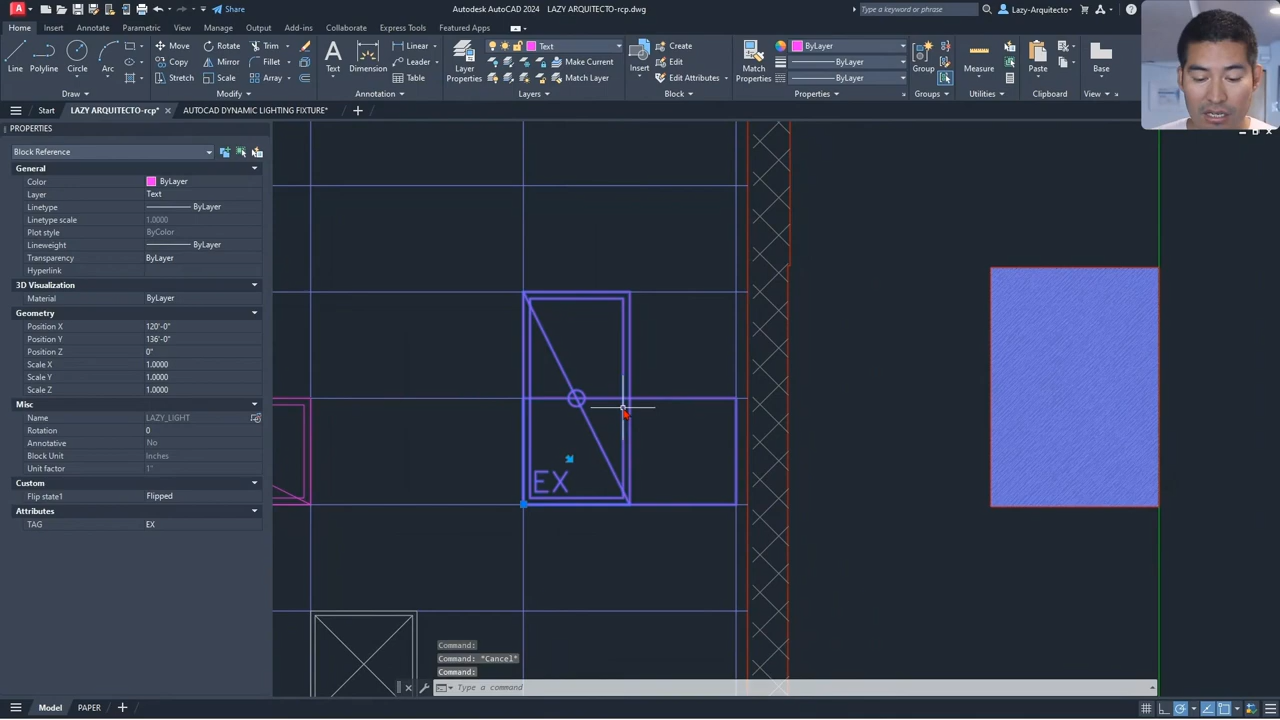 Share
Autodesk AutoCAD 2024 LAZY ARQUITECTO-rcp.dwg
Type a keyword or phrase
Lazy-Arquitecto
Home Insert Annotate Parametric View Manage Output Add-ins Collaborate Express Tools Featured Apps
Line Polyline Circle Arc
Move Rotate Trim
Copy Mirror Fillet
Stretch Scale Array
Text Dimension
Linear
Leader
Table
Layer Properties
Text
Make Current
Match Layer
Insert
Create
Edit
Edit Attributes
Match Properties
ByLayer
ByLayer
ByLayer
Group
Measure
Paste
Base
Draw Modify Annotation Layers Block Properties Groups Utilities Clipboard View
Start LAZY ARQUITECTO-rcp* AUTOCAD DYNAMIC LIGHTING FIXTURE*
PROPERTIES
Block Reference
General
Color ByLayer
Layer Text
Linetype ByLayer
Linetype scale 1.0000
Plot style ByColor
Lineweight ByLayer
Transparency ByLayer
Hyperlink
3D Visualization
Material ByLayer
Geometry
Position X 120'-0"
Position Y 136'-0"
Position Z 0"
Scale X 1.0000
Scale Y 1.0000
Scale Z 1.0000
Misc
Name LAZY_LIGHT
Rotation 0
Annotative No
Block Unit Inches
Unit factor 1"
Custom
Flip state1 Flipped
Attributes
TAG EX
EX
Command:
Command: *Cancel*
Command:
Type a command
Model PAPER